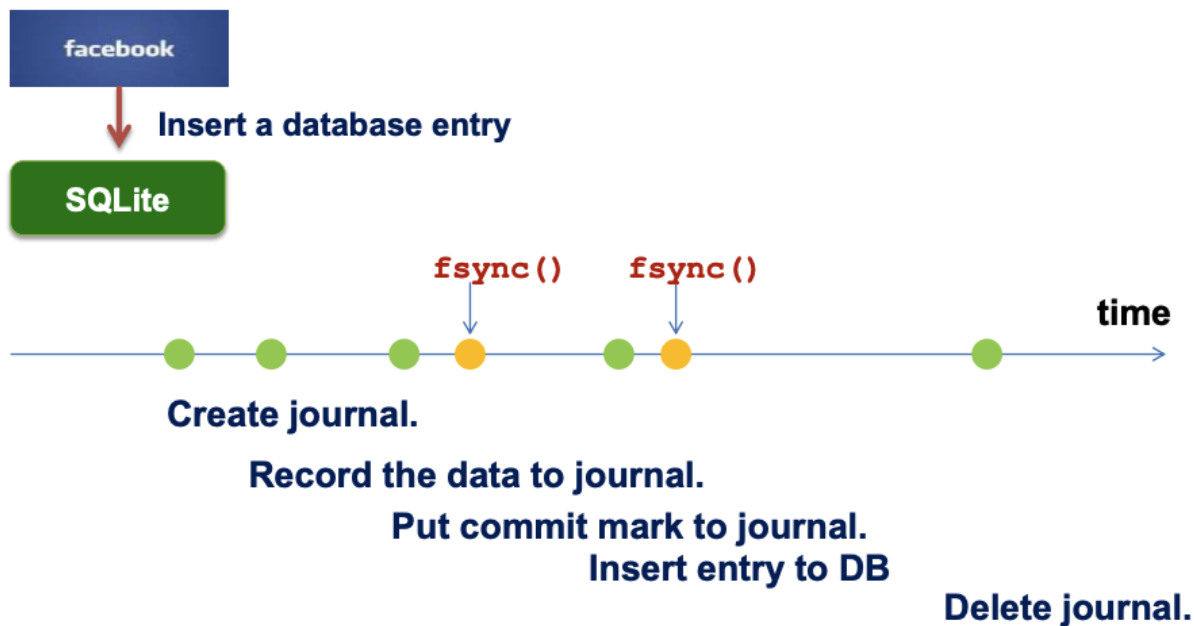 facebook
Insert a database entry
SQLite
fsync() fsync()
time
Create journal.
Record the data to journal.
Put commit mark to journal.
Insert entry to DB
Delete journal.